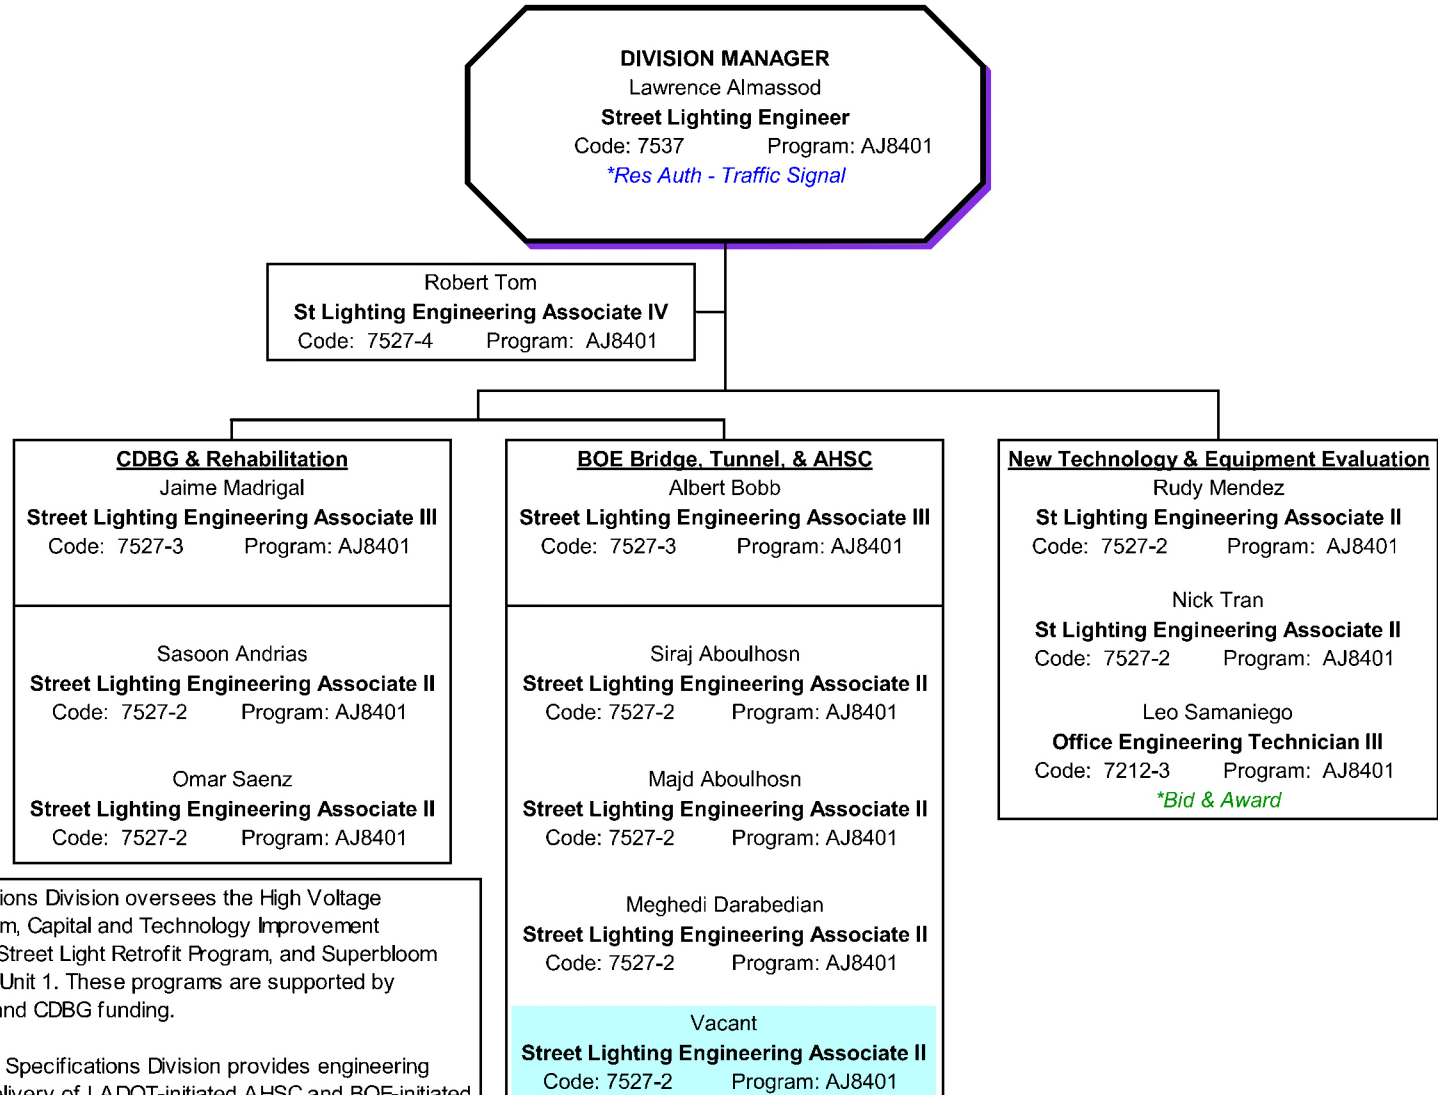 DIVISION MANAGER
Lawrence Almassod
Street Lighting Engineer
Code: 7537 Program: AJ8401
*Res Auth - Traffic Signal
Robert Tom
St Lighting Engineering Associate IV
Code: 7527-4 Program: AJ8401
CDBG & Rehabilitation
Jaime Madrigal
Street Lighting Engineering Associate III
Code: 7527-3 Program: AJ8401
Sasoon Andrias
Street Lighting Engineering Associate II
Code: 7527-2 Program: AJ8401
Omar Saenz
Street Lighting Engineering Associate II
Code: 7527-2 Program: AJ8401
BOE Bridge, Tunnel, & AHSC
Albert Bobb
Street Lighting Engineering Associate III
Code: 7527-3 Program: AJ8401
Siraj Aboulhosn
Street Lighting Engineering Associate II
Code: 7527-2 Program: AJ8401
Majd Aboulhosn
Street Lighting Engineering Associate II
Code: 7527-2 Program: AJ8401
Meghedi Darabedian
Street Lighting Engineering Associate II
Code: 7527-2 Program: AJ8401
Vacant
Street Lighting Engineering Associate II
Code: 7527-2 Program: AJ8401
New Technology & Equipment Evaluation
Rudy Mendez
St Lighting Engineering Associate II
Code: 7527-2 Program: AJ8401
Nick Tran
St Lighting Engineering Associate II
Code: 7527-2 Program: AJ8401
Leo Samaniego
Office Engineering Technician III
Code: 7212-3 Program: AJ8401
*Bid & Award
ions Division oversees the High Voltage
m, Capital and Technology Improvement
Street Light Retrofit Program, and Superbloom
Unit 1. These programs are supported by
and CDBG funding.
Specifications Division provides engineering
elivery of LADOT-initiated AHSC and BOE-initiated